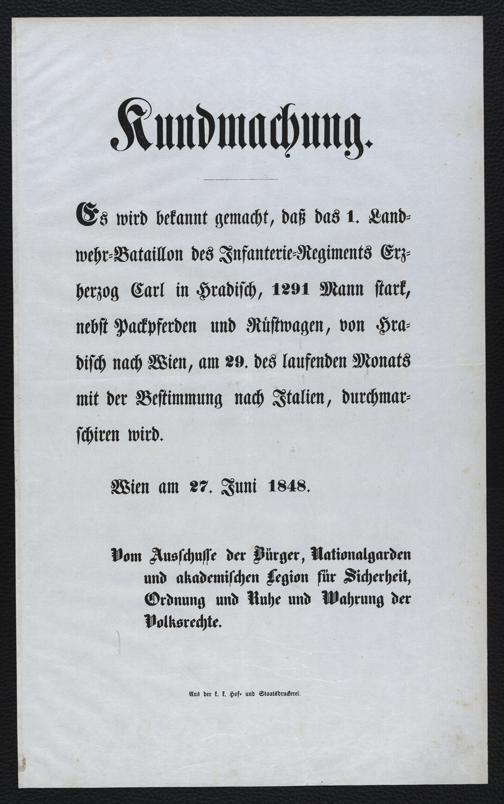 Kundmachung.
Es wird bekannt gemacht, daß das 1. Land-
wehr-Bataillon des Infanterie-Regiments Erz-
herzog Carl in Hradisch, 1291 Mann stark,
nebst Packpferden und Rüstwagen, von Hra-
disch nach Wien, am 29. des laufenden Monats
mit der Bestimmung nach Italien, durchmar-
schiren wird.
Wien am 27. Juni 1848.
Vom Ausschusse der Bürger, Nationalgarden
und akademischen Legion für Sicherheit,
Ordnung und Ruhe und Wahrung der
Volksrechte.
Aus der k. k. Hof- und Staatsdruckerei.